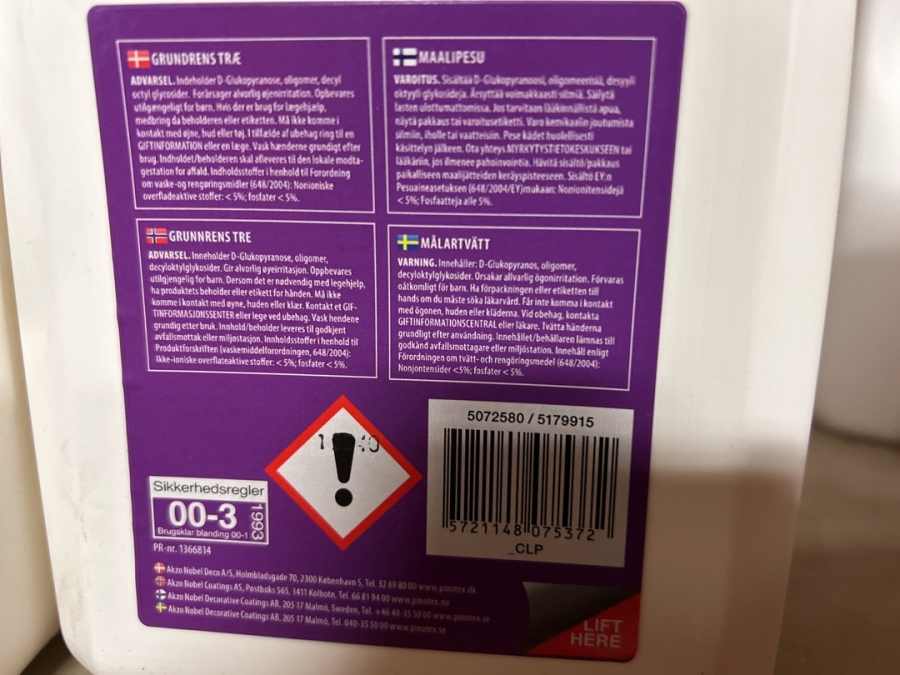 GRUNDRENS TRÆ
ADVARSEL. Indeholder D-Glukopyranose, oligomer, decyl
octyl glycosider. Forårsager alvorlig øjenirritation. Opbevares
utilgængeligt for børn. Hvis der er brug for lægehjælp,
medbring da beholderen eller etiketten. Må ikke komme i
kontakt med øjne, hud eller tøj. I tilfælde af ubehag ring til en
GIFTINFORMATION eller en læge. Vask hænderne grundigt efter
brug. Indholdet/beholderen skal afleveres til den lokale modta-
gestation for affald. Indholdsstoffer i henhold til Forordning
om vaske-og rengøringsmidler (648/2004): Nonioniske
overfladeaktive stoffer: < 5%; fosfater < 5%.
MAALIPESU
VAROITUS. Sisältää D-Glukopyranoosi, oligomeerisiä, desyyli
oktyyli glykosideja. Ärsyttää voimakkaasti silmiä. Säilytä
lasten ulottumattomissa. Jos tarvitaan lääkinnällistä apua,
näytä pakkaus tai varoitusetiketti. Varo kemikaalin joutumista
silmiin, iholle tai vaatteisiin. Pese kädet huolellisesti
käsittelyn jälkeen. Ota yhteys MYRKYTYSTIETOKESKUKSEEN tai
lääkäriin, jos ilmenee pahoinvointia. Hävitä sisältö/pakkaus
paikalliseen maalijätteiden keräyspisteeseen. Sisältö EY:n
Pesuaineasetuksen (648/2004/EY)mukaan: Nonionitensidejä
< 5%; Fosfaatteja alle 5%.
GRUNNRENS TRE
ADVARSEL. Inneholder D-Glukopyranose, oligomer,
decyloktylglykosider. Gir alvorlig øyeirritasjon. Oppbevares
utilgjengelig for barn. Dersom det er nødvendig med legehjelp,
ha produktets beholder eller etikett for hånden. Må ikke
komme i kontakt med øyne, huden eller klær. Kontakt et GIF-
TINFORMASJONSSENTER eller lege ved ubehag. Vask hendene
grundig etter bruk. Innhold/beholder leveres til godkjent
avfallsmottak eller miljøstasjon. Innholdsstoffer i henhold til
Produktforskriften (vaskemiddelforordningen, 648/2004):
Ikke-ioniske overflateaktive stoffer: < 5%; fosfater < 5%.
MÅLARTVÄTT
VARNING. Innehåller: D-Glukopyranos, oligomer,
decyloktylglykosider. Orsakar allvarlig ögonirritation. Förvaras
oåtkomligt för barn. Ha förpackningen eller etiketten till
hands om du måste söka läkarvård. Får inte komma i kontakt
med ögonen, huden eller kläderna. Vid obehag, kontakta
GIFTINFORMATIONSCENTRAL eller läkare. Tvätta händerna
grundligt efter användning. Innehållet/behållaren lämnas till
godkänd avfallsmottagare eller miljöstation. Innehåll enligt
Förordningen om tvätt- och rengöringsmedel (648/2004):
Nonjontensider <5%; fosfater < 5%.
5072580 / 5179915
5721148 075372
_CLP
Sikkerhedsregler
00-3
1993
Brugsklar blanding 00-1
PR-nr. 1366814
Akzo Nobel Deco A/S, Holmbladsgade 70, 2300 København S, Tel. 32 69 80 00 www.pinotex.dk
Akzo Nobel Coatings AS, Postboks 565, 1411 Kolbotn, Tel. 66 81 94 00 www.pinotex.no
Akzo Nobel Decorative Coatings AB, 205 17 Malmö, Sweden, Tel. +46 40-35 50 00 www.pinotex.fi
Akzo Nobel Decorative Coatings AB, 205 17 Malmö, Tel. 040-35 50 00 www.pinotex.se
LIFT
HERE